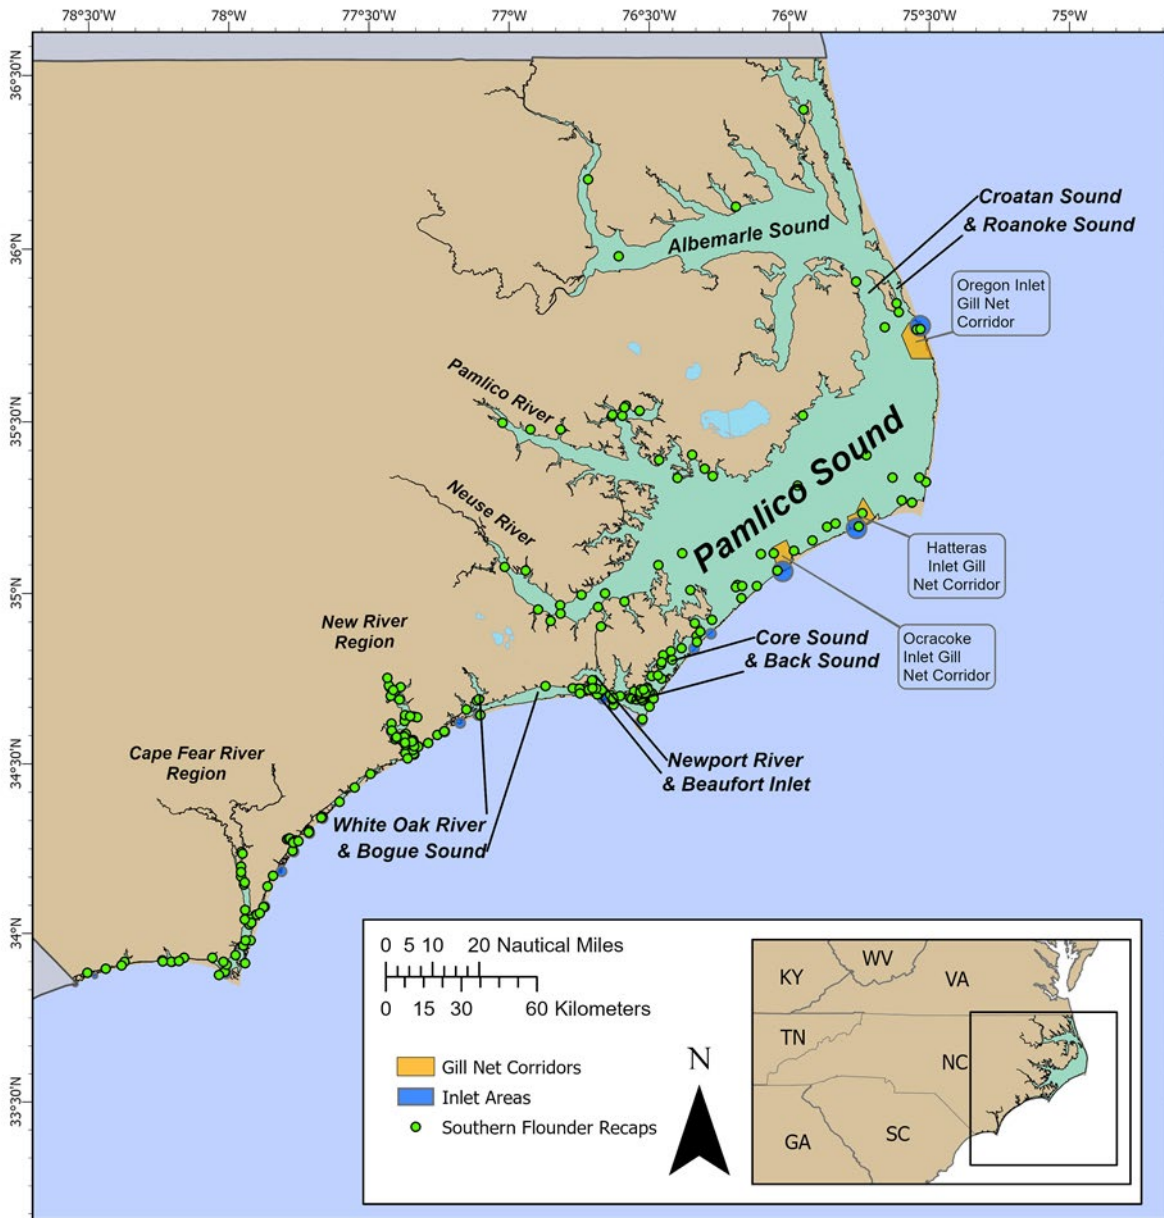 78°30'W
78°W
77°30'W
77°W
76°30'W
76°W
75°30'W
75°W
36°30'N
36°N
35°30'N
35°N
34°30'N
34°N
33°30'N
Croatan Sound
& Roanoke Sound
Albemarle Sound
Oregon Inlet
Gill Net
Corridor
Pamlico River
Pamlico Sound
Neuse River
Hatteras
Inlet Gill
Net Corridor
New River
Region
Core Sound
& Back Sound
Ocracoke
Inlet Gill
Net Corridor
Cape Fear River
Region
Newport River
& Beaufort Inlet
White Oak River
& Bogue Sound
0 5 10 20 Nautical Miles
0 15 30 60 Kilometers
Gill Net Corridors
Inlet Areas
Southern Flounder Recaps
N
KY
WV
VA
TN
NC
GA
SC